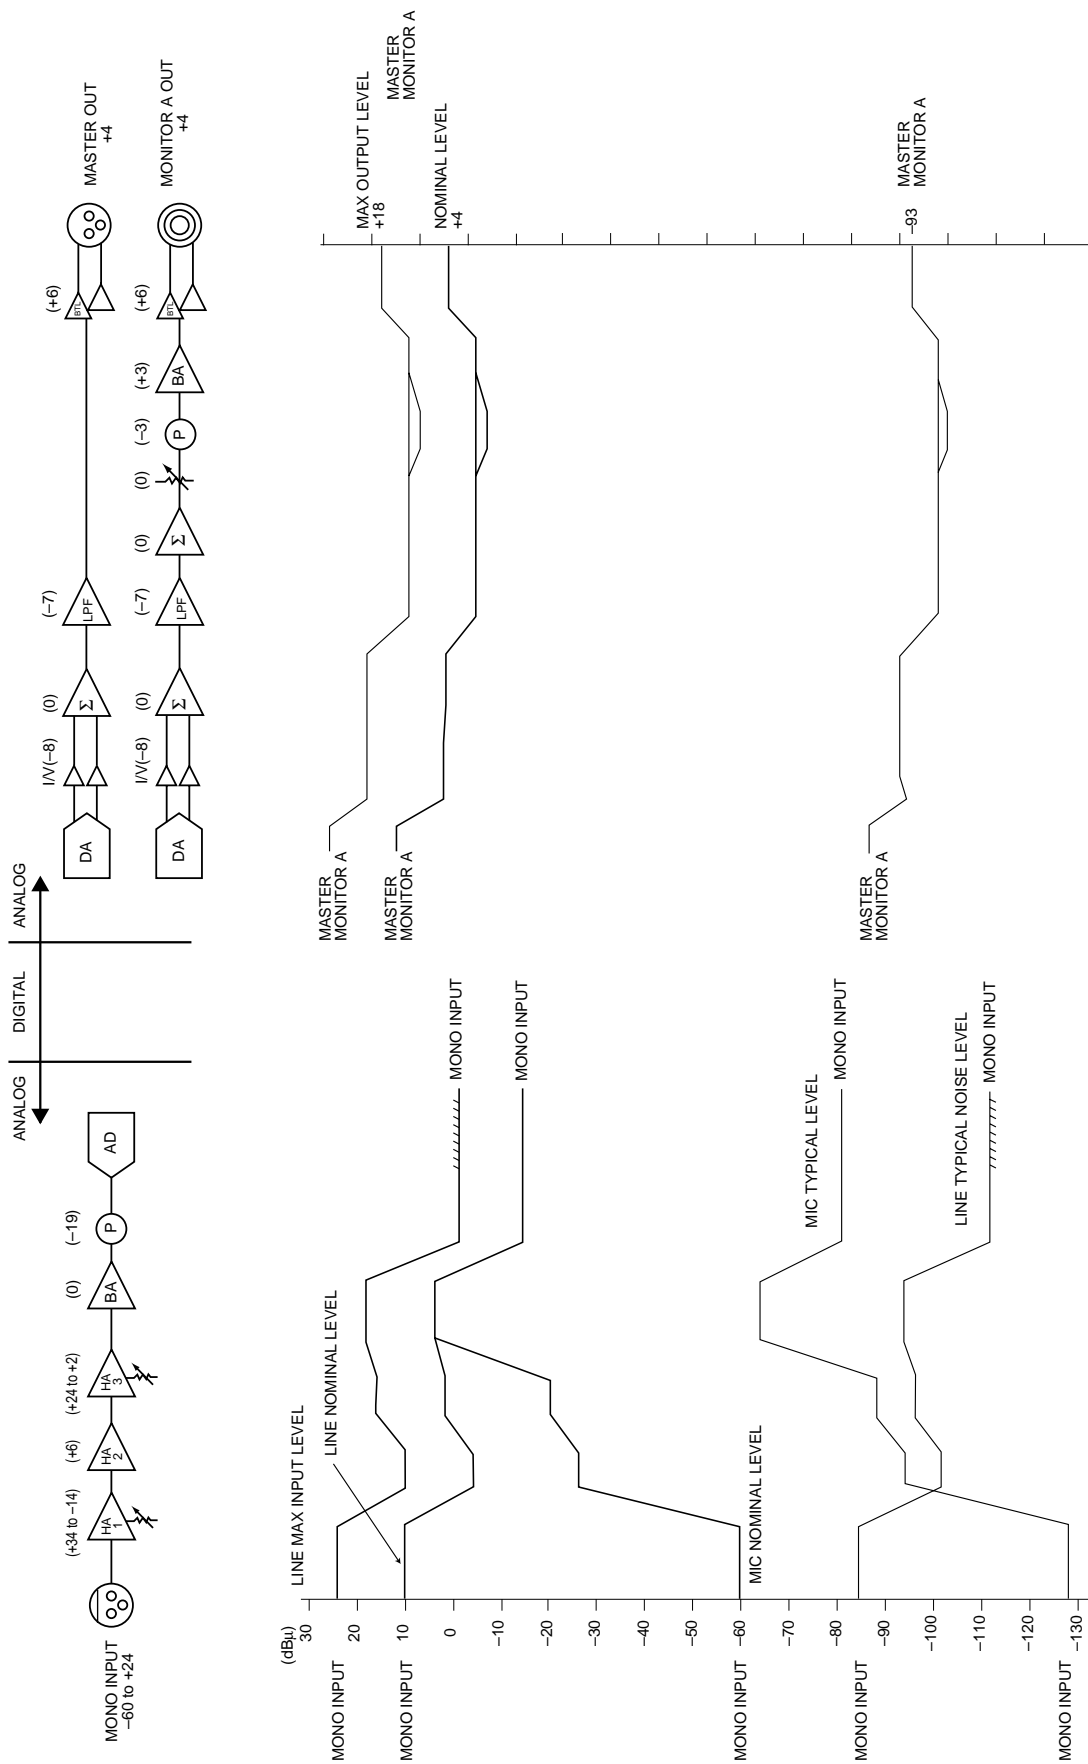 MONO INPUT
–60 to +24
(+34 to –14)
HA
1
(+6)
HA
2
(+24 to +2)
HA
3
(0)
BA
(–19)
P
AD
ANALOG
DIGITAL
ANALOG
DA
I/V(–8)
(0)
Σ
(–7)
LPF
(+6)
BTL
MASTER OUT
+4
DA
I/V(–8)
(0)
Σ
(–7)
LPF
(0)
Σ
(0)
(–3)
P
(+3)
BA
(+6)
BTL
MONITOR A OUT
+4
(dBµ)
30
20
10
0
–10
–20
–30
–40
–50
–60
–70
–80
–90
–100
–110
–120
–130
MONO INPUT
MONO INPUT
MONO INPUT
MONO INPUT
MONO INPUT
LINE MAX INPUT LEVEL
LINE NOMINAL LEVEL
MIC NOMINAL LEVEL
MONO INPUT
MONO INPUT
MIC TYPICAL LEVEL
MONO INPUT
LINE TYPICAL NOISE LEVEL
MONO INPUT
MASTER
MONITOR A
MASTER
MONITOR A
MASTER
MONITOR A
MAX OUTPUT LEVEL
+18
MASTER
MONITOR A
NOMINAL LEVEL
+4
–93
MASTER
MONITOR A